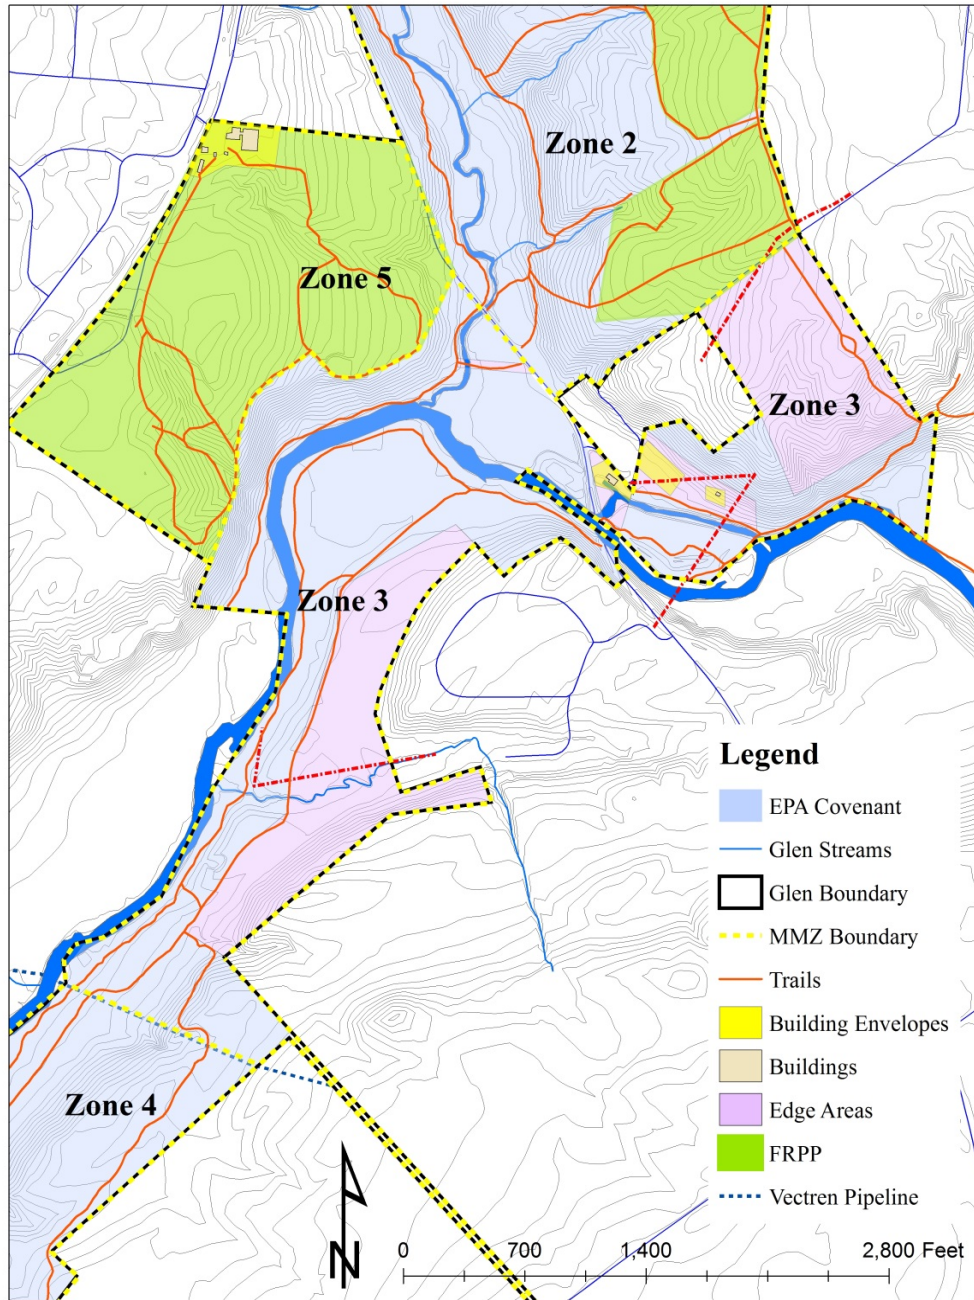 Zone 2
Zone 5
Zone 3
Zone 3
Zone 4
Legend
EPA Covenant
Glen Streams
Glen Boundary
MMZ Boundary
Trails
Building Envelopes
Buildings
Edge Areas
FRPP
Vectren Pipeline
N
0 700 1,400 2,800 Feet